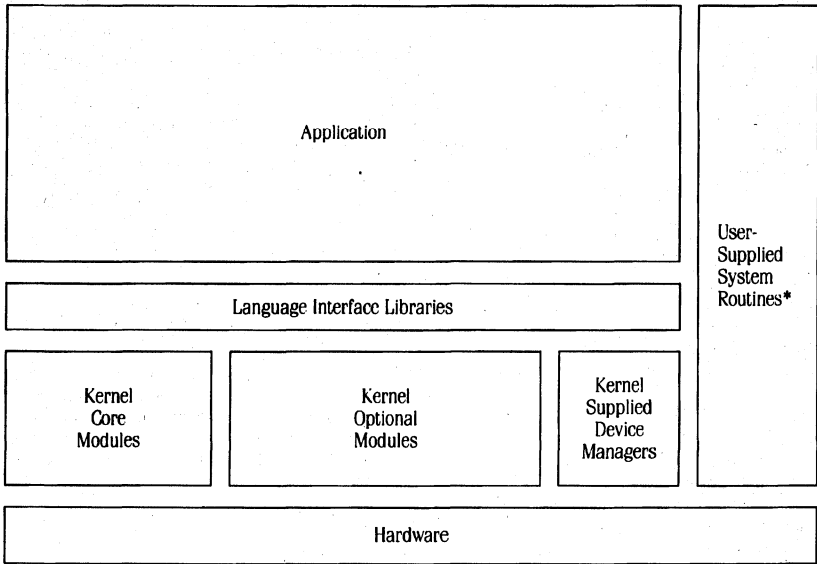 Application
User-
Supplied
System
Routines*
Language Interface Libraries
Kernel
Core
Modules
Kernel
Optional
Modules
Kernel
Supplied
Device
Managers
Hardware